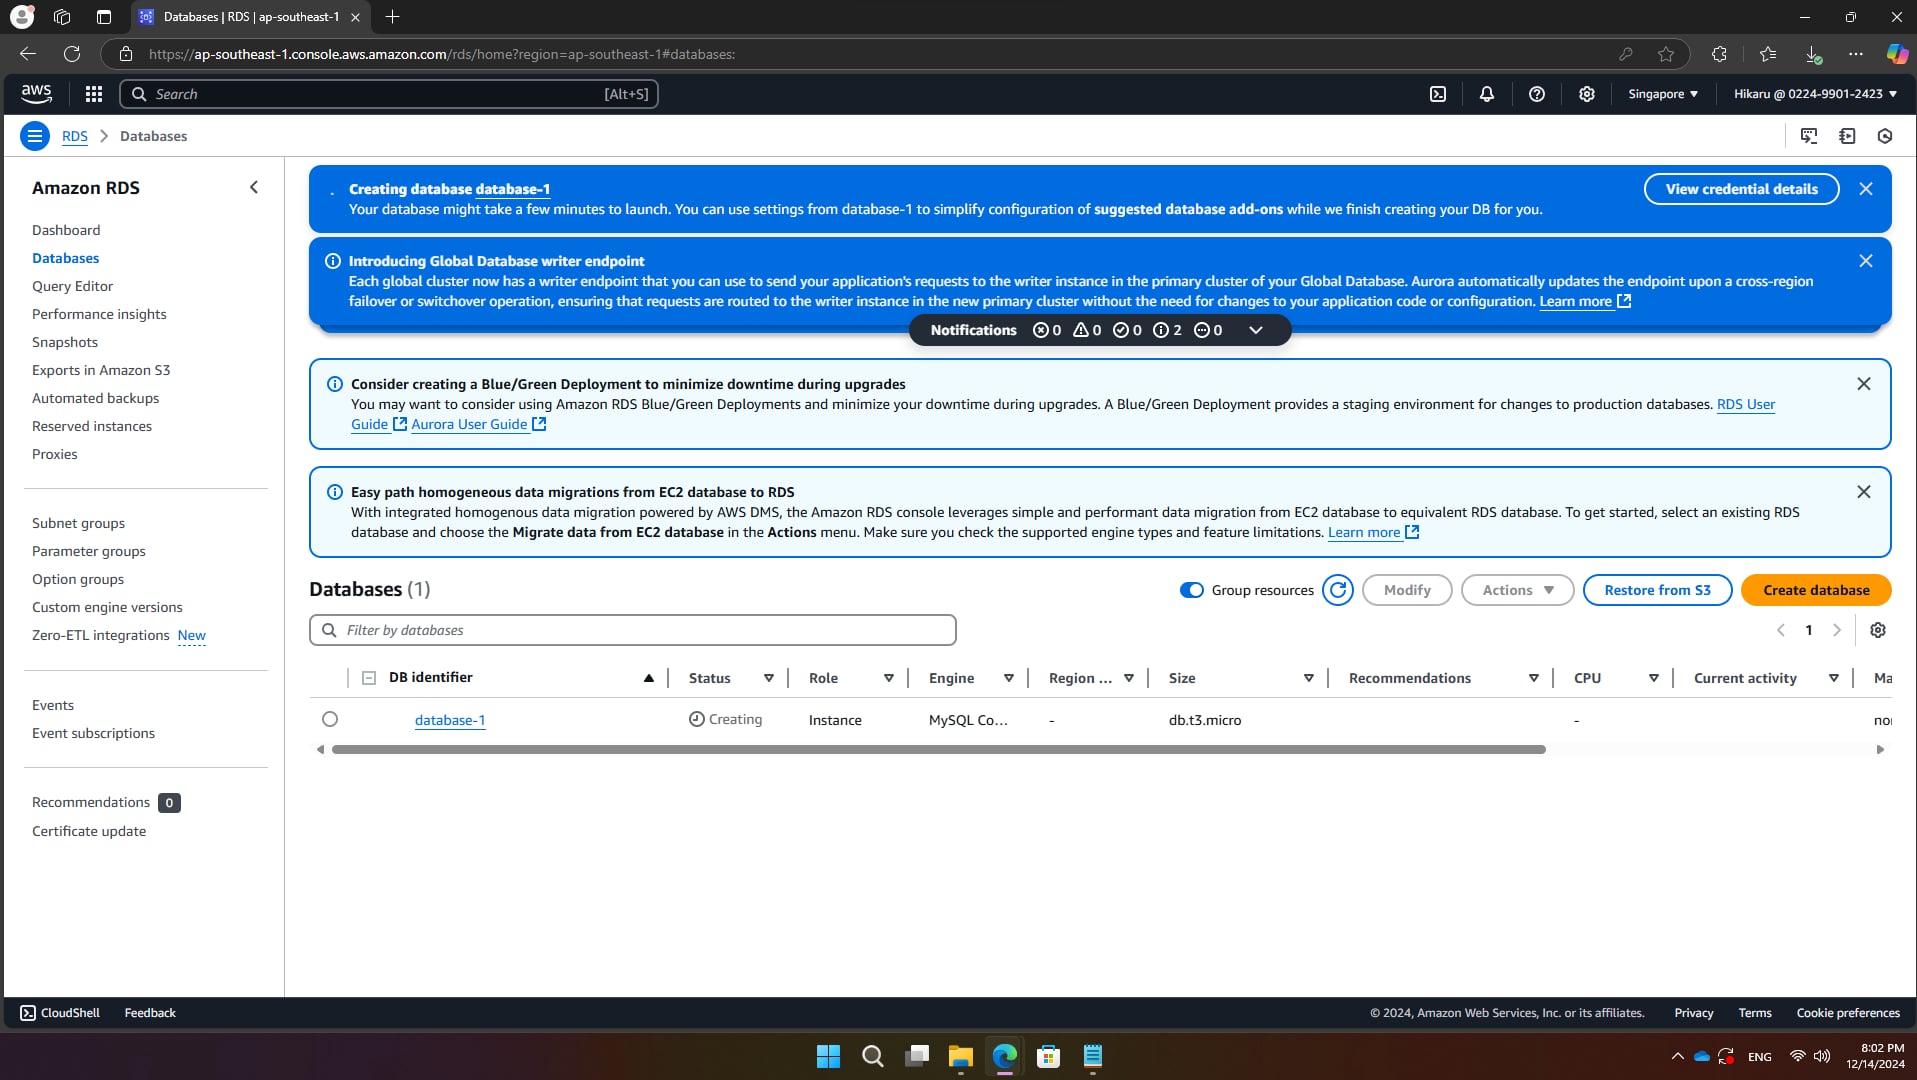 Databases | RDS | ap-southeast-1
https://ap-southeast-1.console.aws.amazon.com/rds/home?region=ap-southeast-1#databases:
aws
Search
[Alt+S]
Singapore
Hikaru @ 0224-9901-2423
RDS
Databases
Amazon RDS
Dashboard
Databases
Query Editor
Performance insights
Snapshots
Exports in Amazon S3
Automated backups
Reserved instances
Proxies
Subnet groups
Parameter groups
Option groups
Custom engine versions
Zero-ETL integrations New
Events
Event subscriptions
Recommendations 0
Certificate update
Creating database database-1
Your database might take a few minutes to launch. You can use settings from database-1 to simplify configuration of suggested database add-ons while we finish creating your DB for you.
View credential details
Introducing Global Database writer endpoint
Each global cluster now has a writer endpoint that you can use to send your application's requests to the writer instance in the primary cluster of your Global Database. Aurora automatically updates the endpoint upon a cross-region
failover or switchover operation, ensuring that requests are routed to the writer instance in the new primary cluster without the need for changes to your application code or configuration. Learn more
Notifications 0 0 0 2 0
Consider creating a Blue/Green Deployment to minimize downtime during upgrades
You may want to consider using Amazon RDS Blue/Green Deployments and minimize your downtime during upgrades. A Blue/Green Deployment provides a staging environment for changes to production databases. RDS User
Guide Aurora User Guide
Easy path homogeneous data migrations from EC2 database to RDS
With integrated homogenous data migration powered by AWS DMS, the Amazon RDS console leverages simple and performant data migration from EC2 database to equivalent RDS database. To get started, select an existing RDS
database and choose the Migrate data from EC2 database in the Actions menu. Make sure you check the supported engine types and feature limitations. Learn more
Databases (1)
Group resources
Modify
Actions
Restore from S3
Create database
Filter by databases
1
DB identifier Status Role Engine Region ... Size Recommendations CPU Current activity Ma
database-1 Creating Instance MySQL Co... - db.t3.micro - no
CloudShell
Feedback
© 2024, Amazon Web Services, Inc. or its affiliates.
Privacy
Terms
Cookie preferences
ENG
8:02 PM
12/14/2024